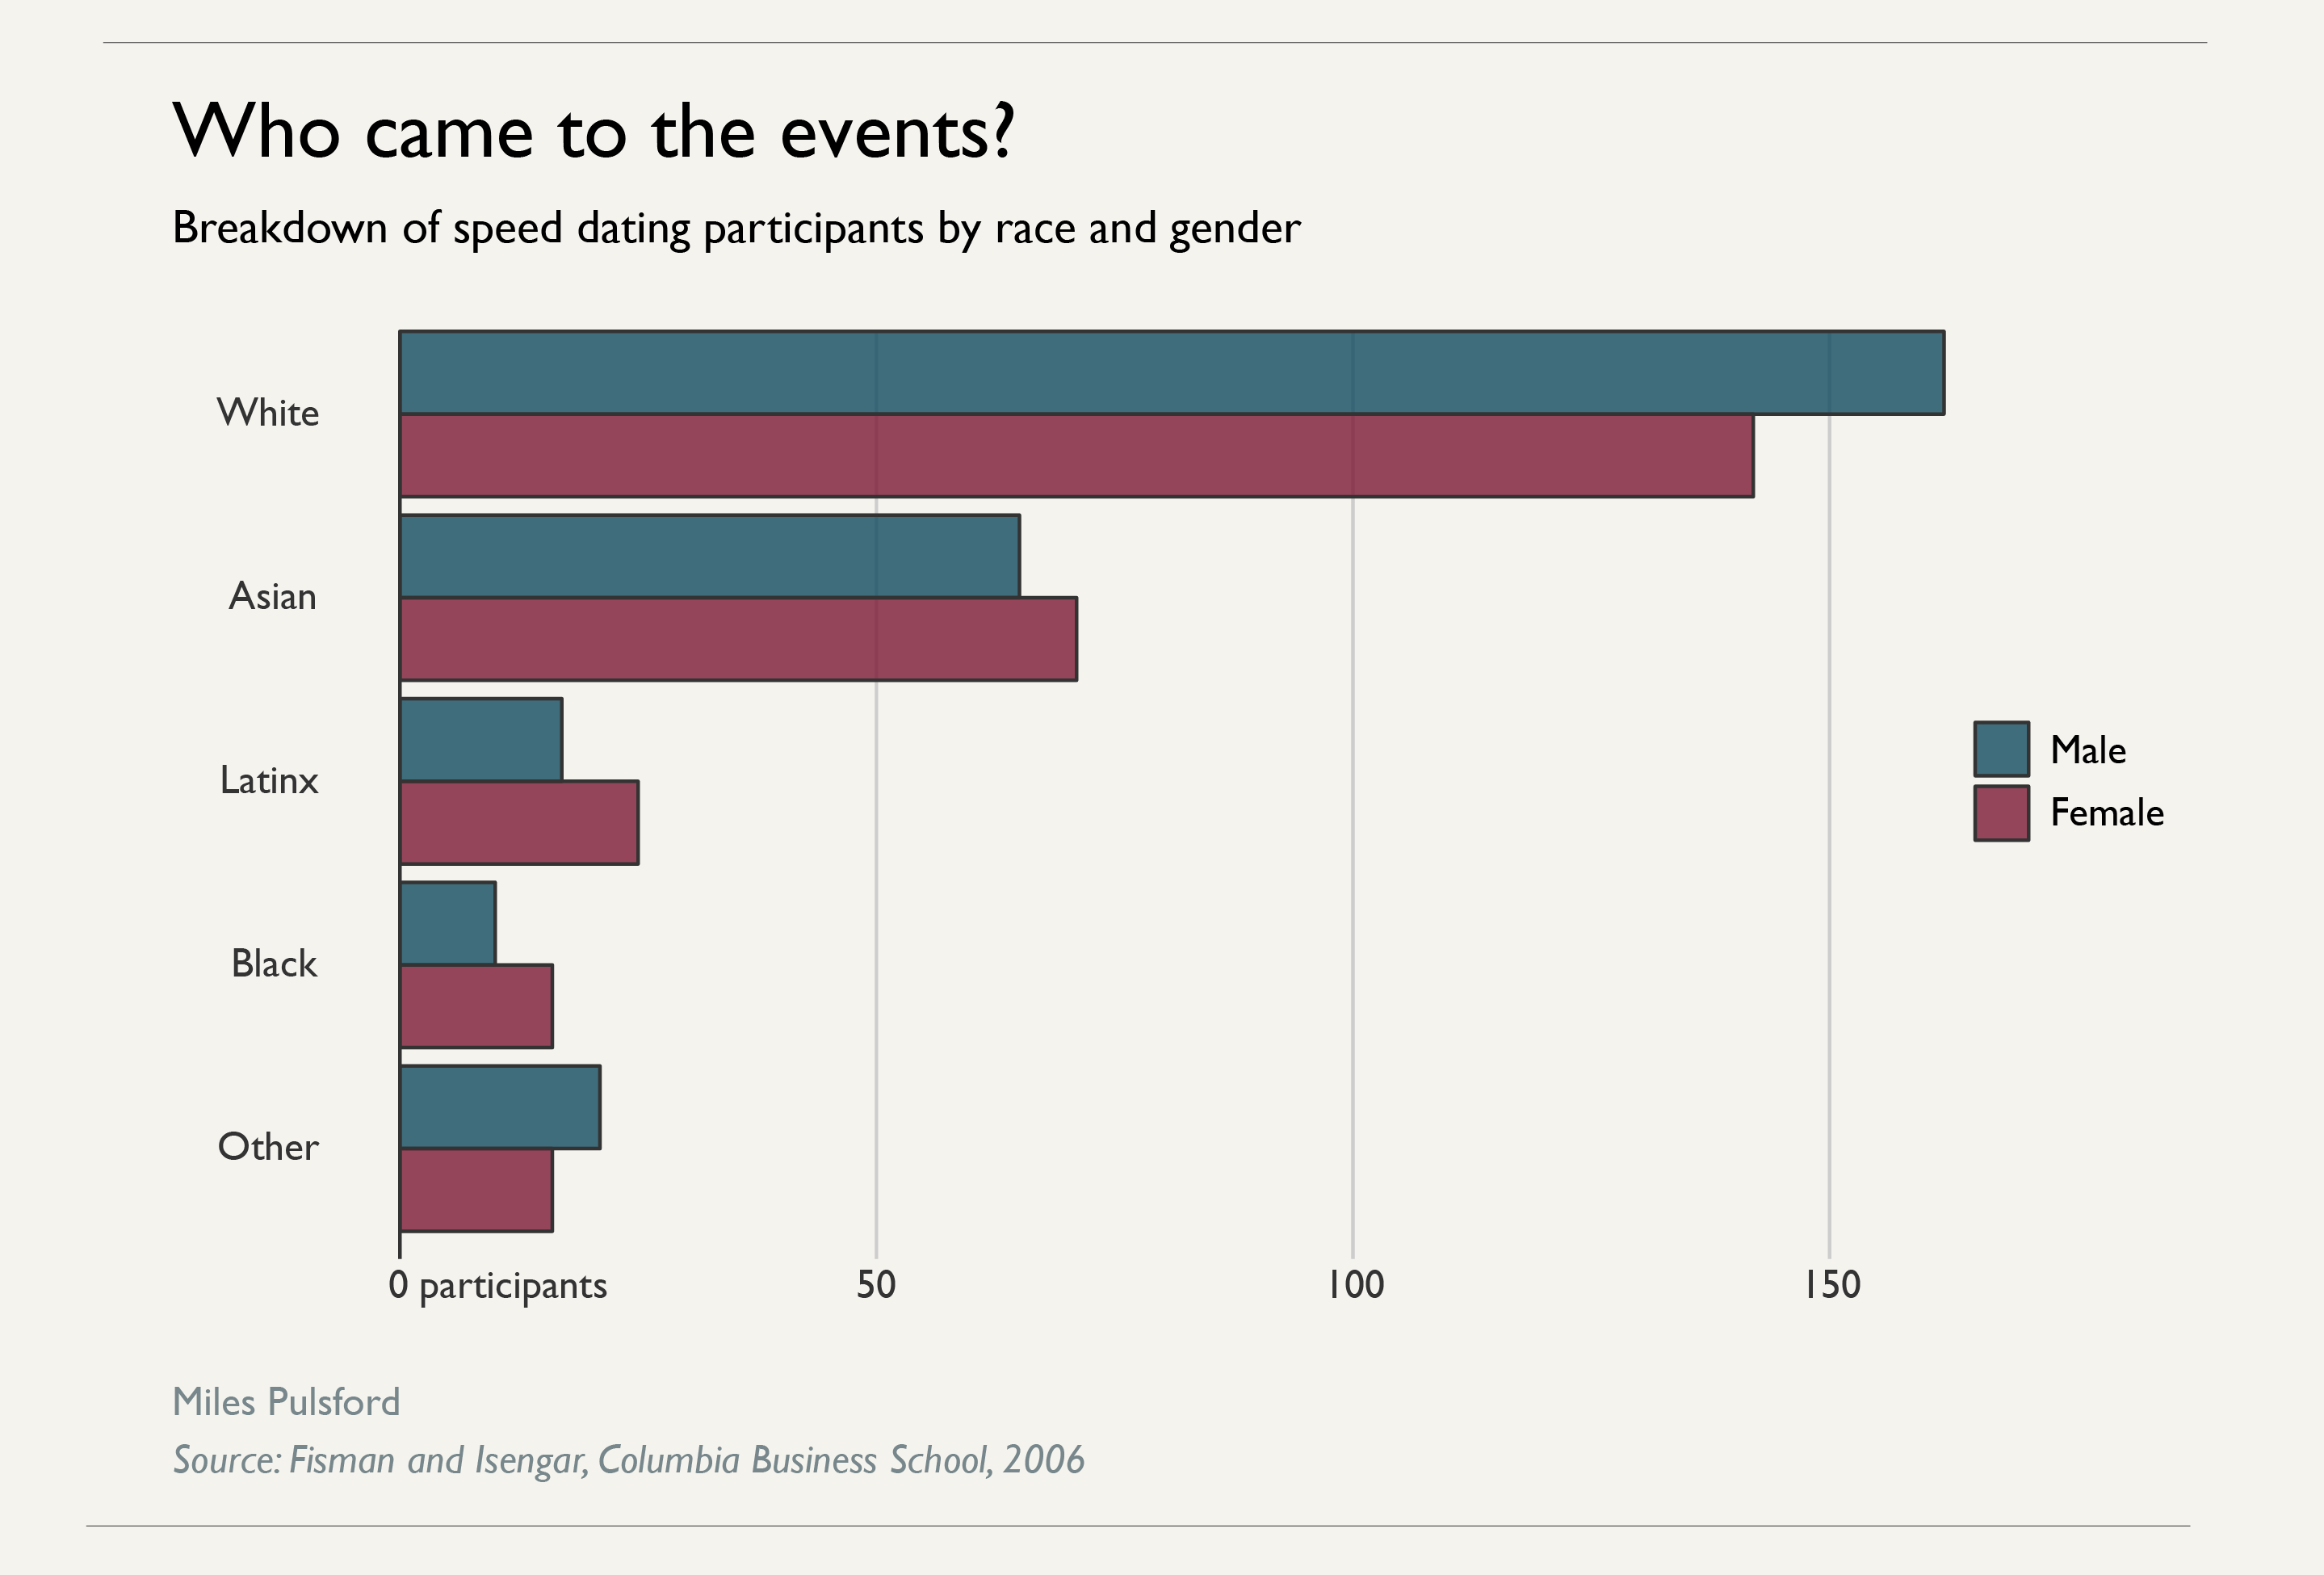 Who came to the events?
Breakdown of speed dating participants by race and gender
White
Asian
Latinx
Black
Other
Male
Female
0 participants 50 100 150
Miles Pulsford
Source: Fisman and Isengar, Columbia Business School, 2006